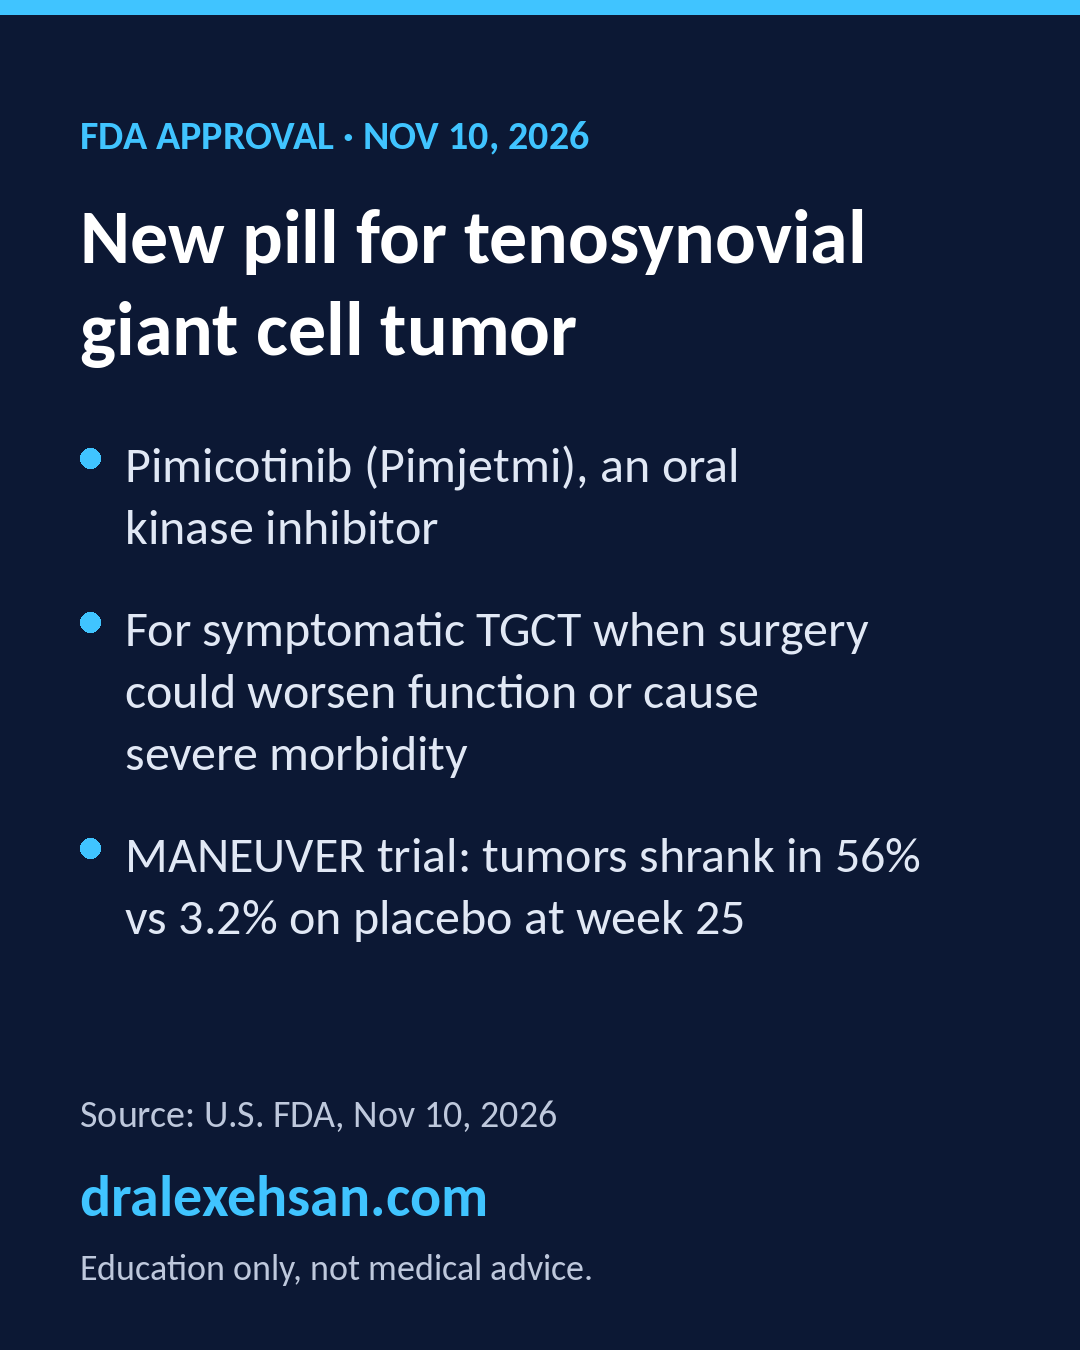 FDA APPROVAL · NOV 10, 2026
New pill for tenosynovial
giant cell tumor
Pimicotinib (Pimjetmi), an oral
kinase inhibitor
For symptomatic TGCT when surgery
could worsen function or cause
severe morbidity
MANEUVER trial: tumors shrank in 56%
vs 3.2% on placebo at week 25
Source: U.S. FDA, Nov 10, 2026
dralexehsan.com
Education only, not medical advice.